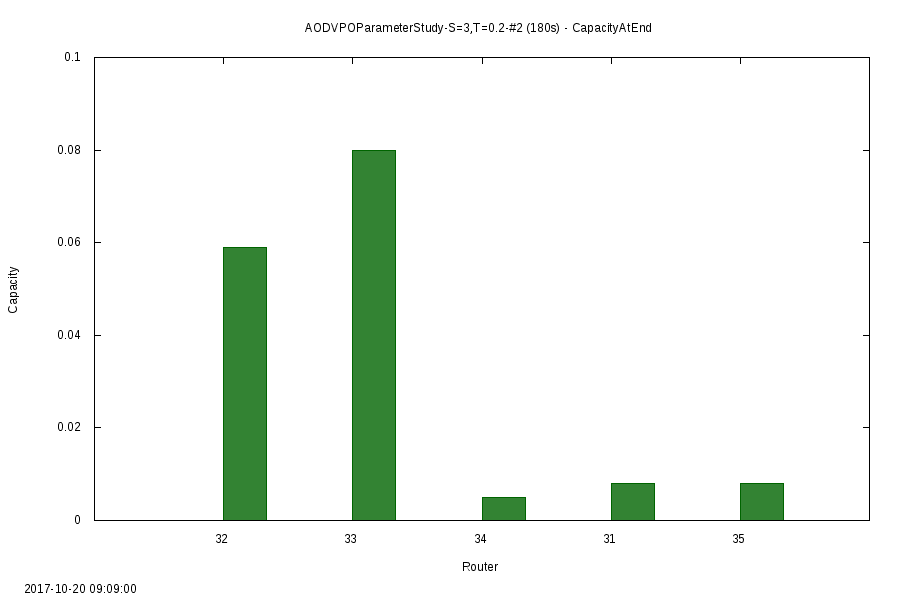 AODVPOParameterStudy-S=3,T=0.2-#2 (180s) - CapacityAtEnd
0.1
0.08
0.06
0.04
0.02
0
Capacity
32 33 34 31 35
Router
2017-10-20 09:09:00